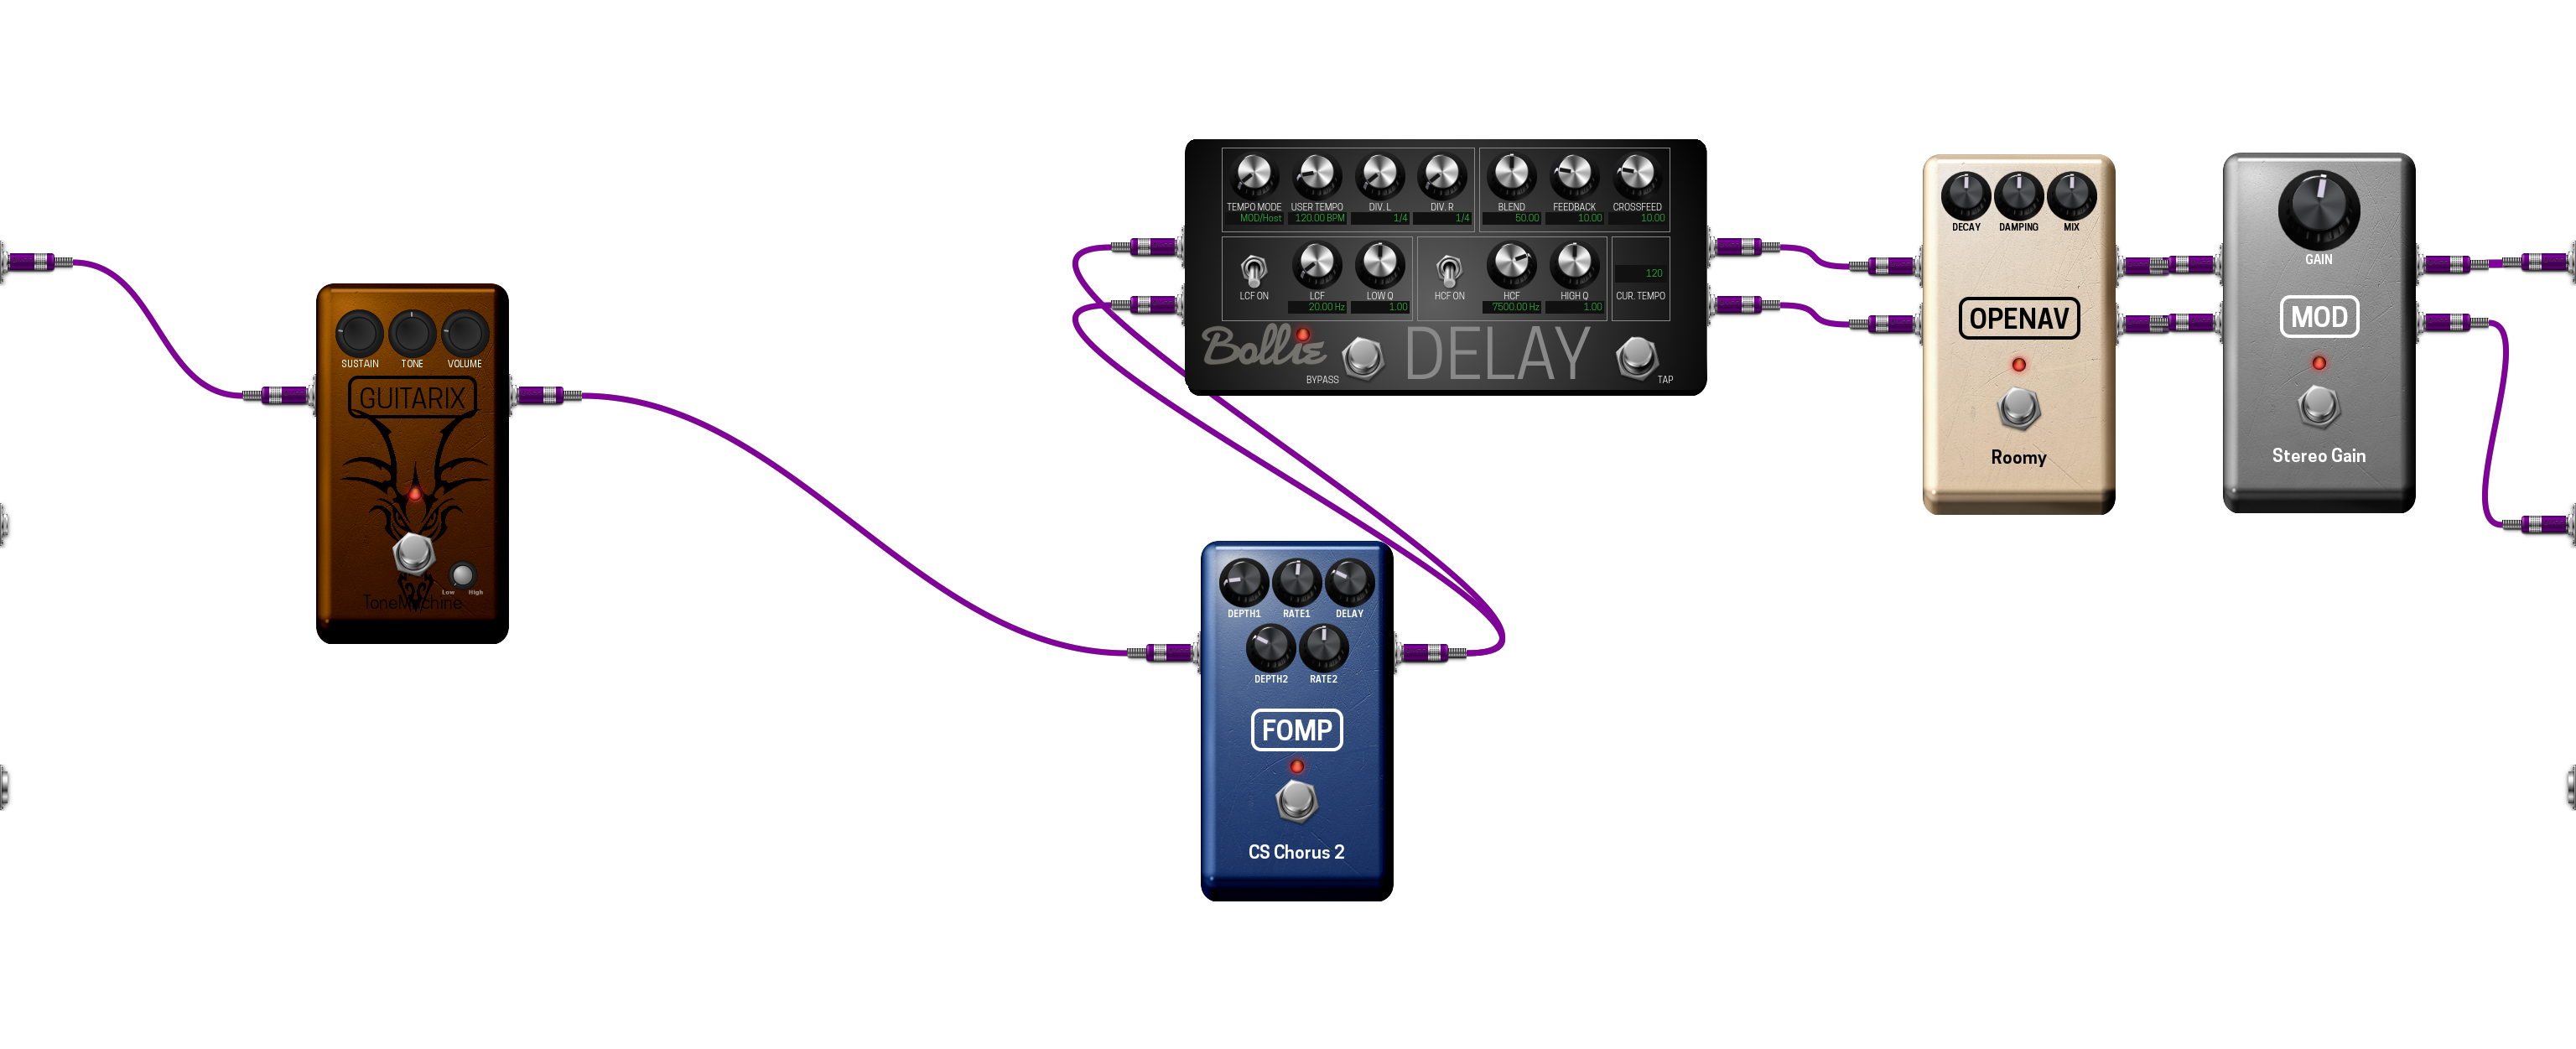 SUSTAIN TONE VOLUME
GUITARIX
Low High
ToneMachine
TEMPO MODE USER TEMPO DIV. L DIV. R BLEND FEEDBACK CROSSFEED
MOD/Host 120.00 BPM 1/4 1/4 50.00 10.00 10.00
120
LCF ON LCF LOW Q HCF ON HCF HIGH Q CUR. TEMPO
20.00 Hz 1.00 7500.00 Hz 1.00
Bollie DELAY
BYPASS TAP
DEPTH1 RATE1 DELAY
DEPTH2 RATE2
FOMP
CS Chorus 2
DECAY DAMPING MIX
OPENAV
Roomy
GAIN
MOD
Stereo Gain